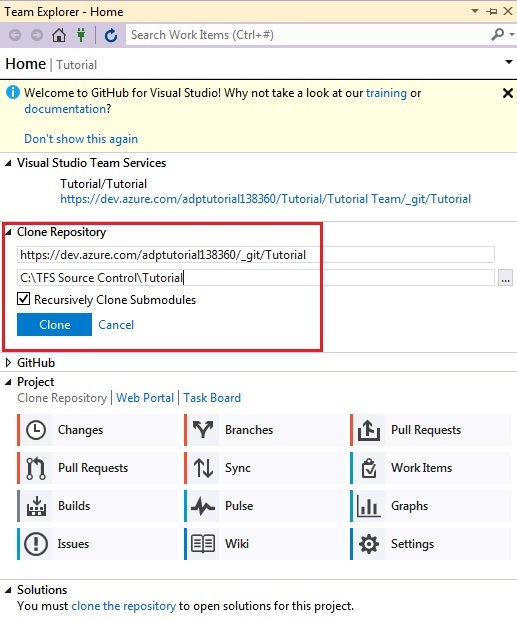 Team Explorer - Home
Search Work Items (Ctrl+#)
Home | Tutorial
Welcome to GitHub for Visual Studio! Why not take a look at our training or
documentation?
Don't show this again
Visual Studio Team Services
Tutorial/Tutorial
https://dev.azure.com/adptutorial138360/Tutorial/Tutorial Team/_git/Tutorial
Clone Repository
https://dev.azure.com/adptutorial138360/_git/Tutorial
C:\TFS Source Control\Tutorial
...
Recursively Clone Submodules
Clone Cancel
GitHub
Project
Clone Repository | Web Portal | Task Board
Changes Branches Pull Requests
Pull Requests Sync Work Items
Builds Pulse Graphs
Issues Wiki Settings
Solutions
You must clone the repository to open solutions for this project.